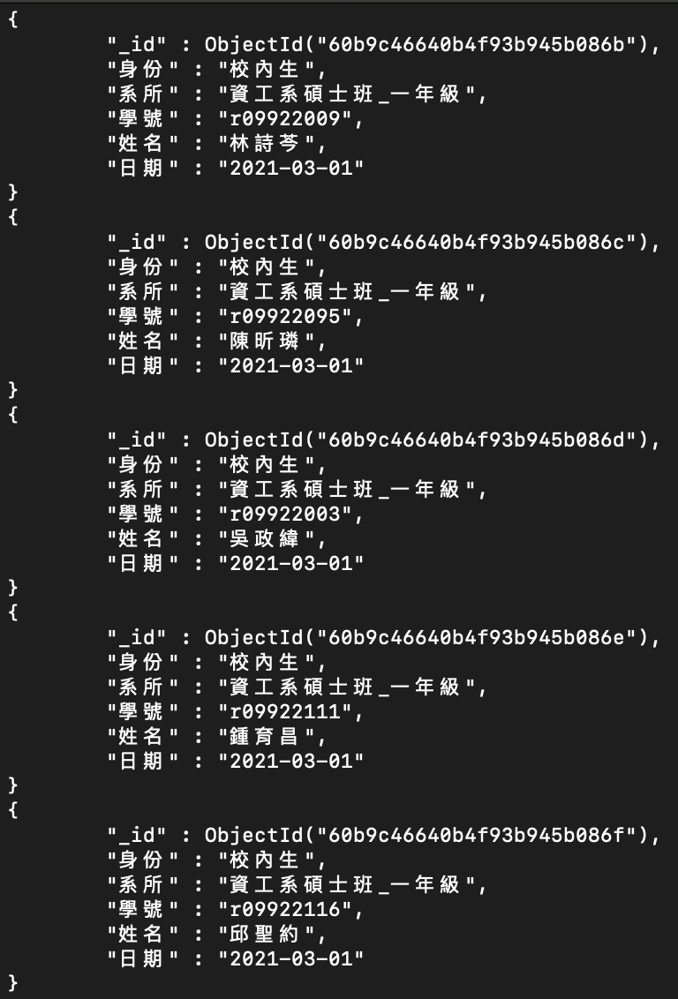 {
"_id" : ObjectId("60b9c46640b4f93b945b086b"),
"身份" : "校內生",
"系所" : "資工系碩士班_一年級",
"學號" : "r09922009",
"姓名" : "林詩芩",
"日期" : "2021-03-01"
}
{
"_id" : ObjectId("60b9c46640b4f93b945b086c"),
"身份" : "校內生",
"系所" : "資工系碩士班_一年級",
"學號" : "r09922095",
"姓名" : "陳昕璘",
"日期" : "2021-03-01"
}
{
"_id" : ObjectId("60b9c46640b4f93b945b086d"),
"身份" : "校內生",
"系所" : "資工系碩士班_一年級",
"學號" : "r09922003",
"姓名" : "吳政緯",
"日期" : "2021-03-01"
}
{
"_id" : ObjectId("60b9c46640b4f93b945b086e"),
"身份" : "校內生",
"系所" : "資工系碩士班_一年級",
"學號" : "r09922111",
"姓名" : "鍾育昌",
"日期" : "2021-03-01"
}
{
"_id" : ObjectId("60b9c46640b4f93b945b086f"),
"身份" : "校內生",
"系所" : "資工系碩士班_一年級",
"學號" : "r09922116",
"姓名" : "邱聖約",
"日期" : "2021-03-01"
}